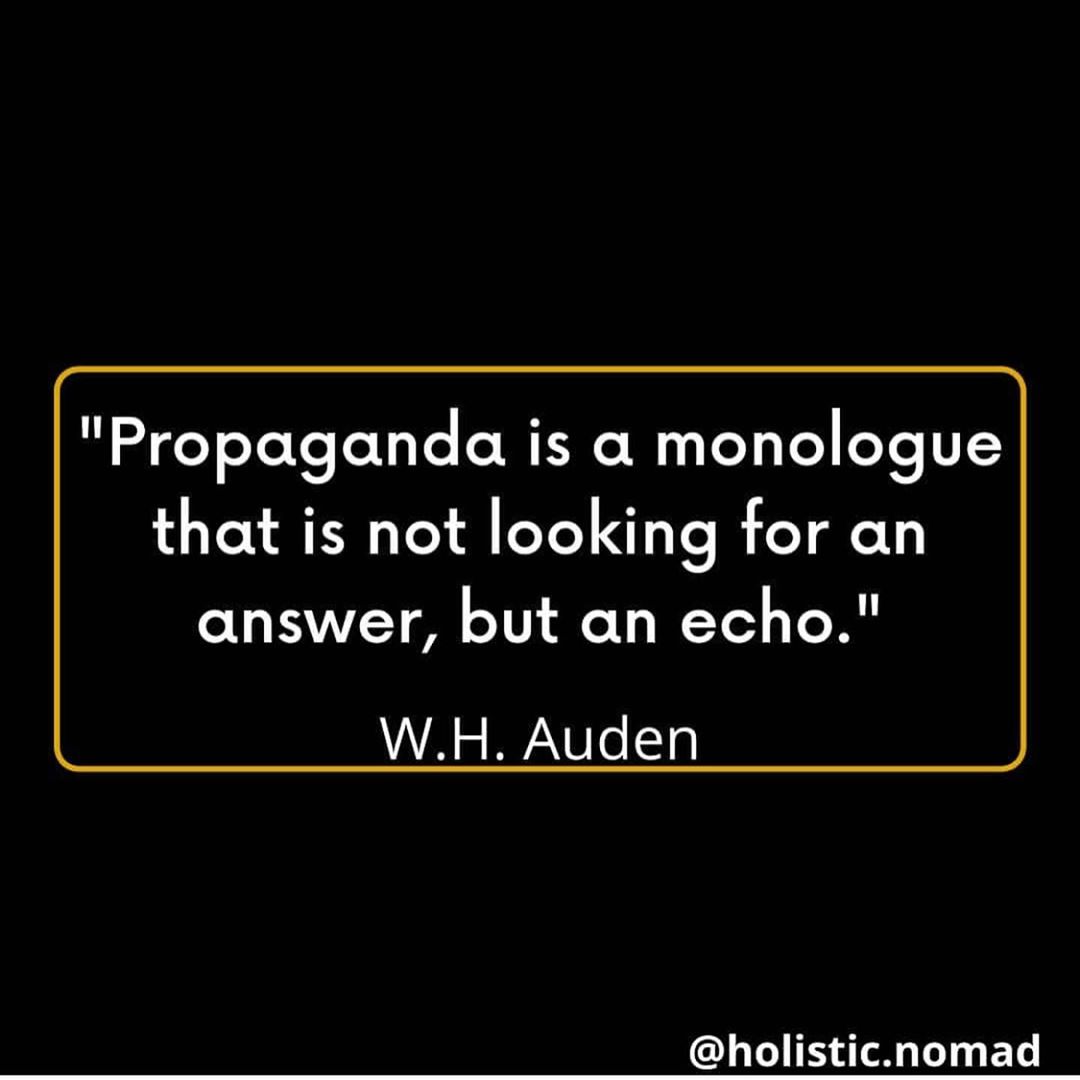 "Propaganda is a monologue
that is not looking for an
answer, but an echo."
W.H. Auden
@holistic.nomad